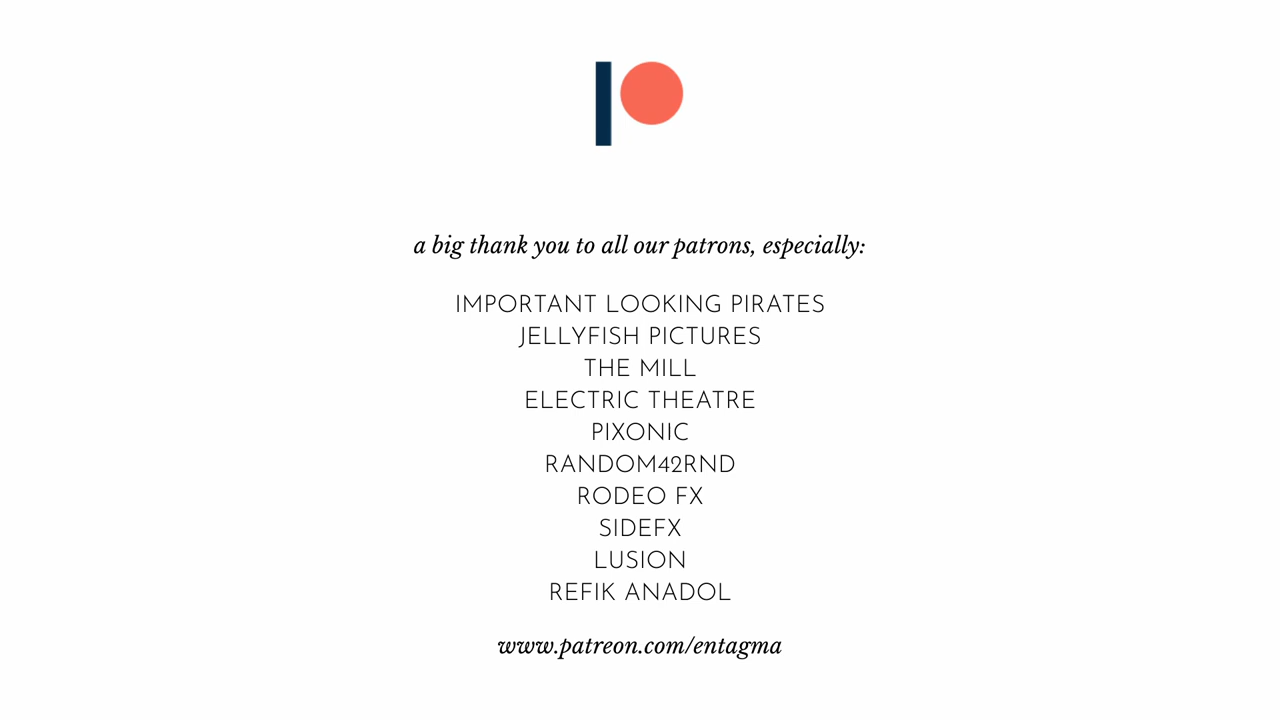 a big thank you to all our patrons, especially:
IMPORTANT LOOKING PIRATES
JELLYFISH PICTURES
THE MILL
ELECTRIC THEATRE
PIXONIC
RANDOM42RND
RODEO FX
SIDEFX
LUSION
REFIK ANADOL
www.patreon.com/entagma